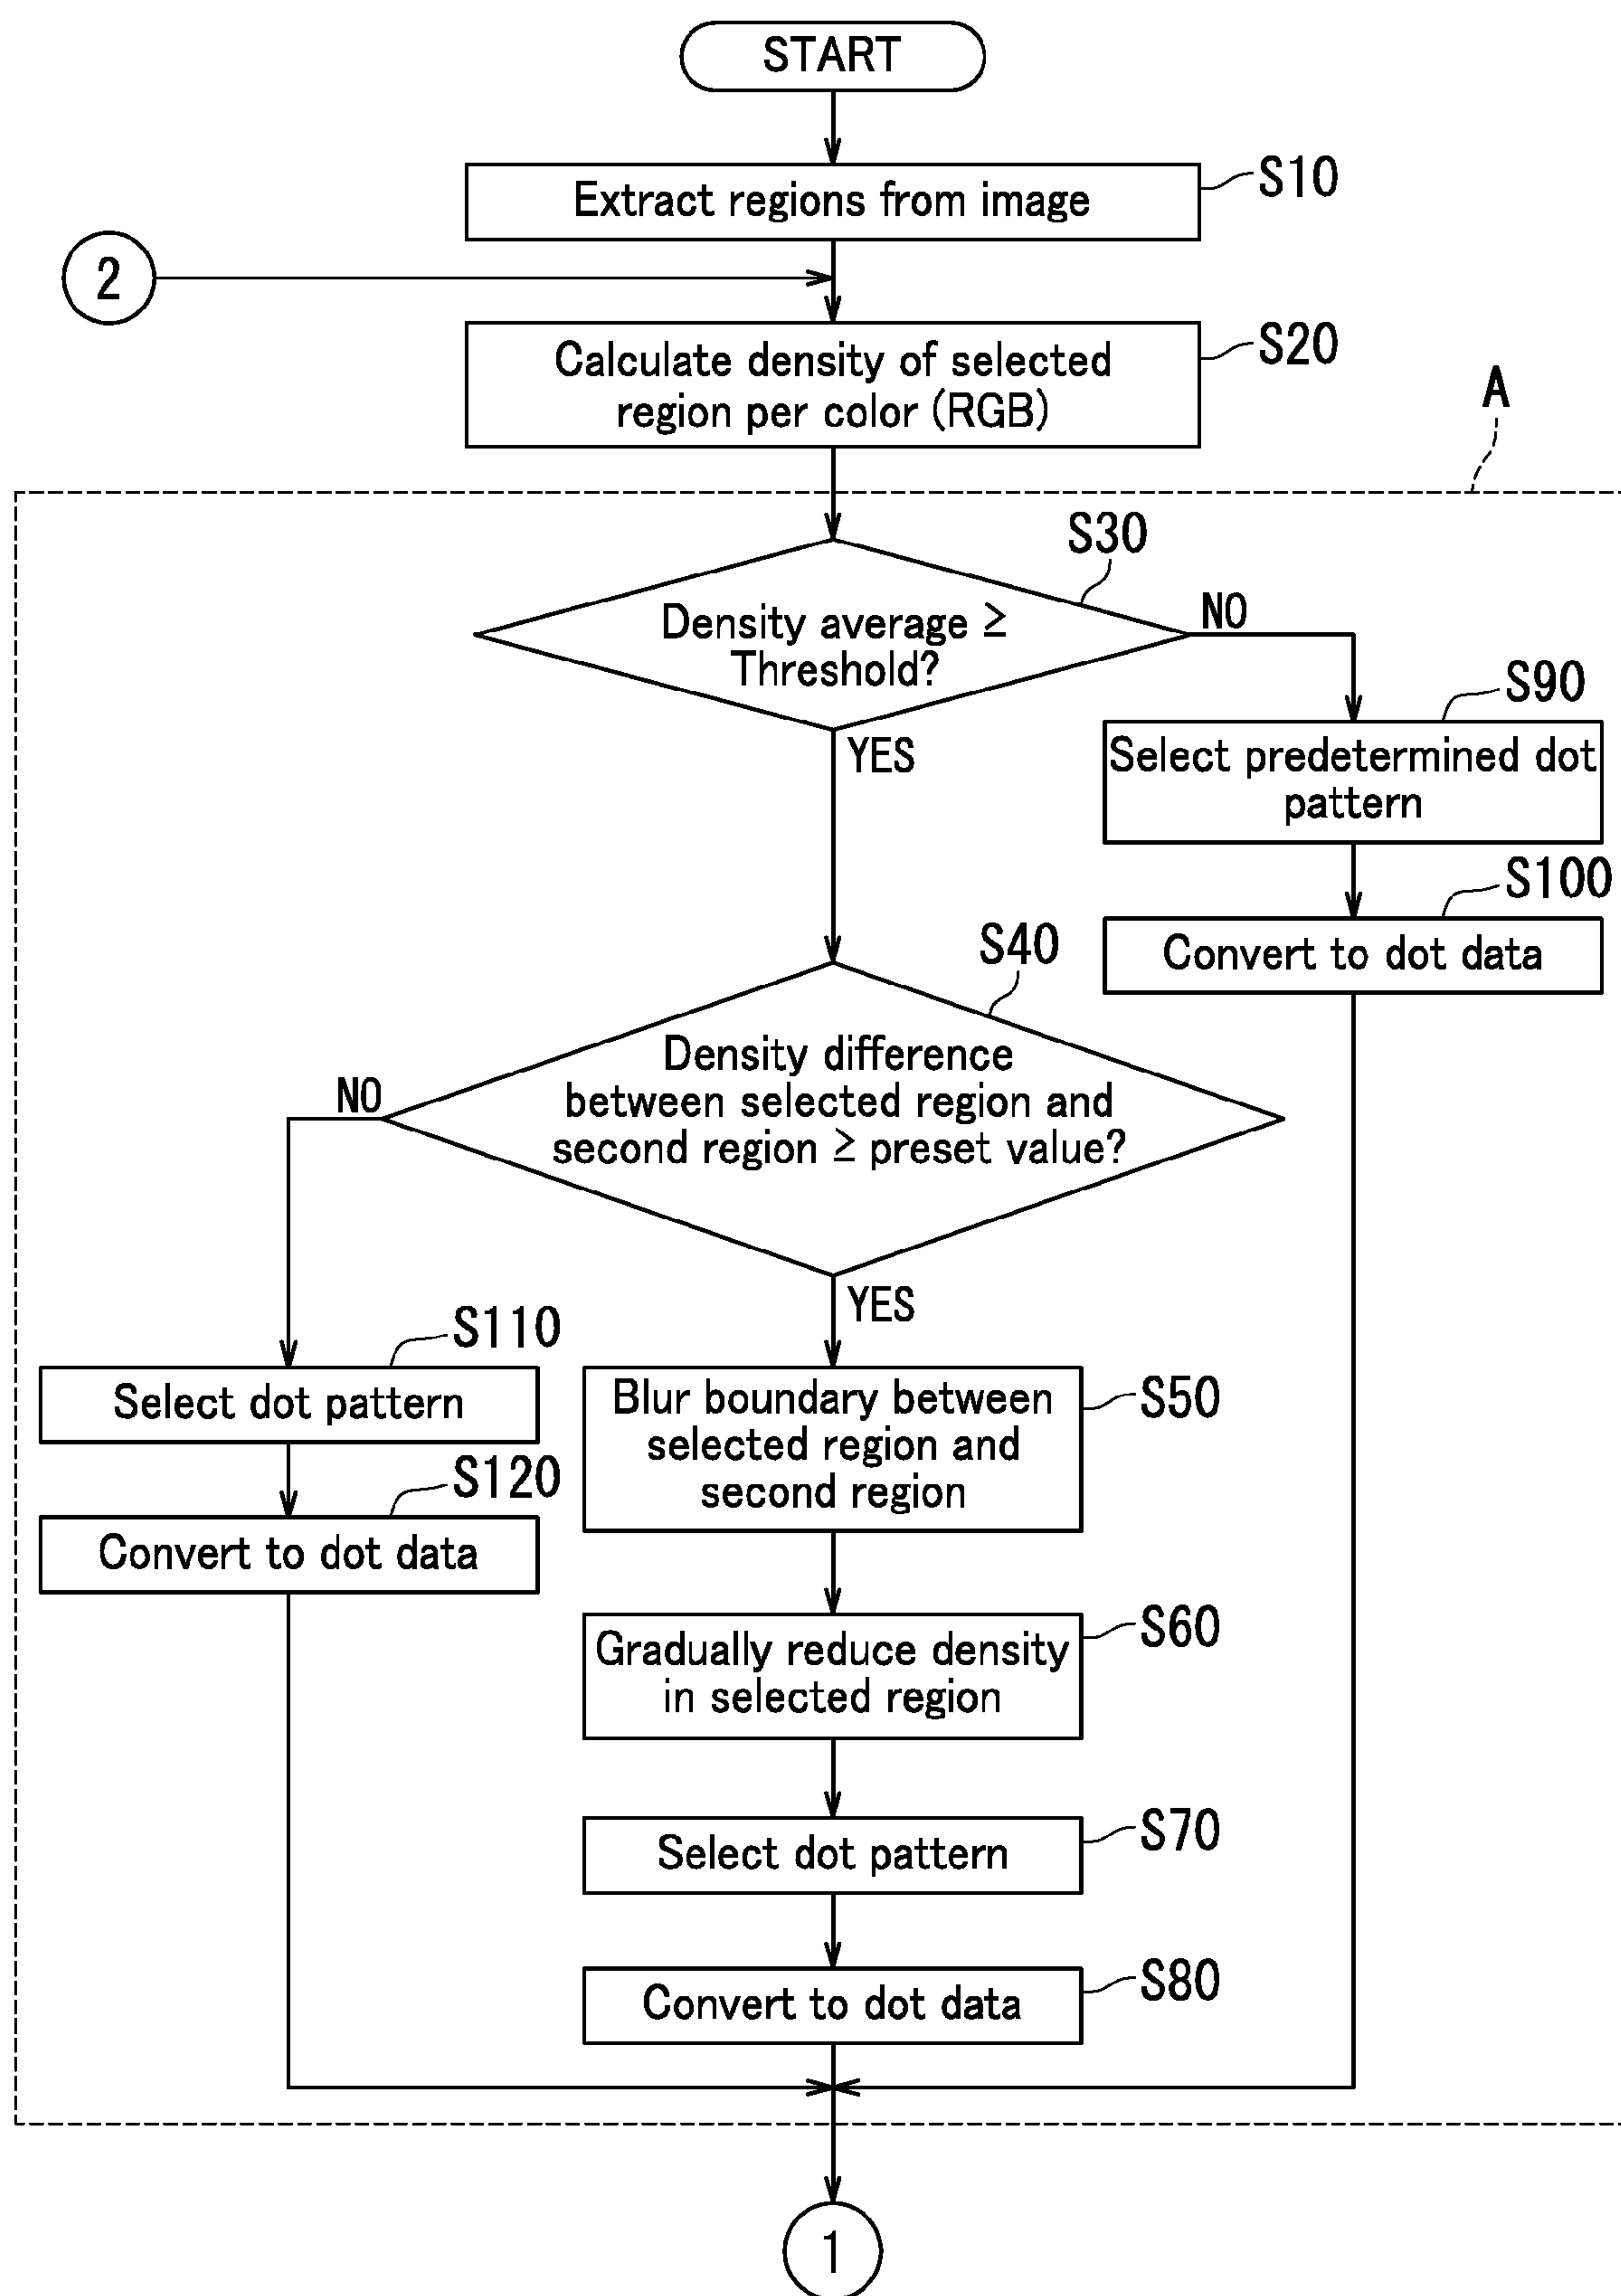 START
Extract regions from image
S10
2
Calculate density of selected
region per color (RGB)
S20
A
S30
Density average ≥
Threshold?
NO
YES
S90
Select predetermined dot
pattern
S100
Convert to dot data
S40
Density difference
between selected region and
second region ≥ preset value?
NO
YES
S110
Select dot pattern
S120
Convert to dot data
Blur boundary between
selected region and
second region
S50
Gradually reduce density
in selected region
S60
Select dot pattern
S70
Convert to dot data
S80
1